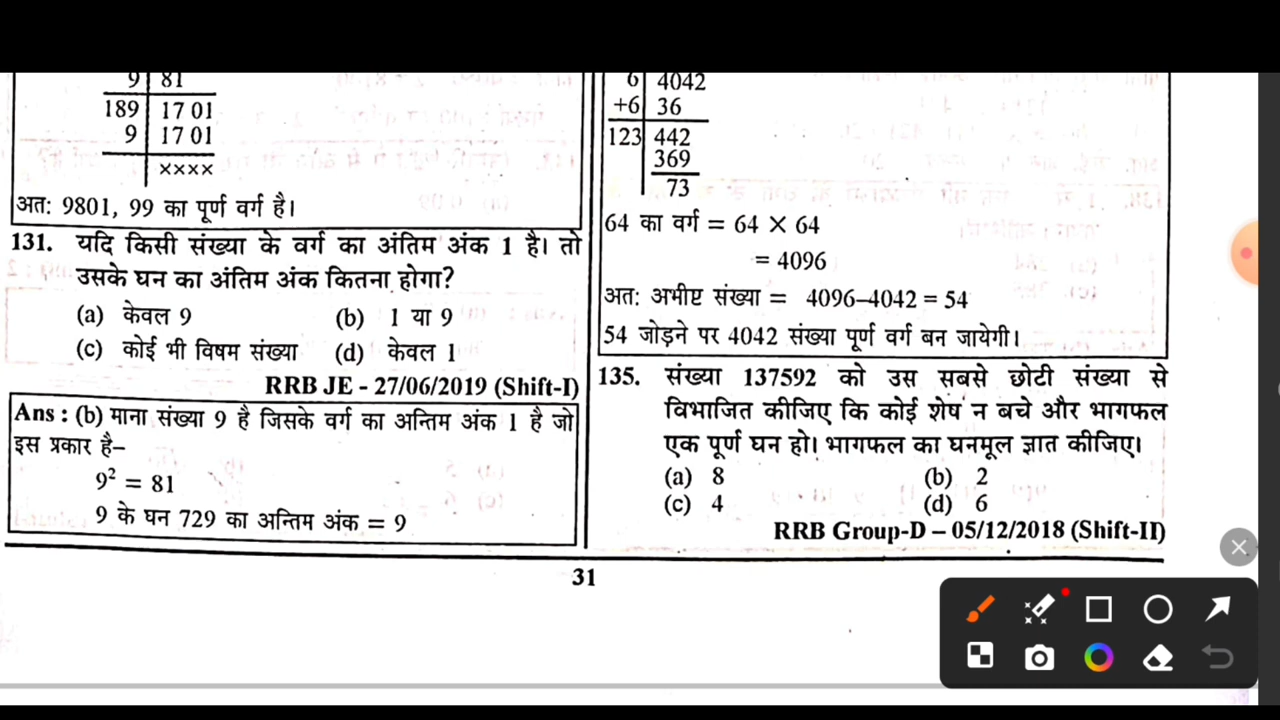 9 81
189 17 01
9 17 01
××××
अत: 9801, 99 का पूर्ण वर्ग है।
131. यदि किसी संख्या के वर्ग का अंतिम अंक 1 है। तो
उसके घन का अंतिम अंक कितना होगा?
(a) केवल 9 (b) 1 या 9
(c) कोई भी विषम संख्या (d) केवल 1
RRB JE - 27/06/2019 (Shift-I)
Ans : (b) माना संख्या 9 है जिसके वर्ग का अन्तिम अंक 1 है जो
इस प्रकार है–
9² = 81
9 के घन 729 का अन्तिम अंक = 9
6 4042
+6 36
123 442
369
73
64 का वर्ग = 64 × 64
= 4096
अत: अभीष्ट संख्या = 4096–4042 = 54
54 जोड़ने पर 4042 संख्या पूर्ण वर्ग बन जायेगी।
135. संख्या 137592 को उस सबसे छोटी संख्या से
विभाजित कीजिए कि कोई शेष न बचे और भागफल
एक पूर्ण घन हो। भागफल का घनमूल ज्ञात कीजिए।
(a) 8 (b) 2
(c) 4 (d) 6
RRB Group-D – 05/12/2018 (Shift-II)
31